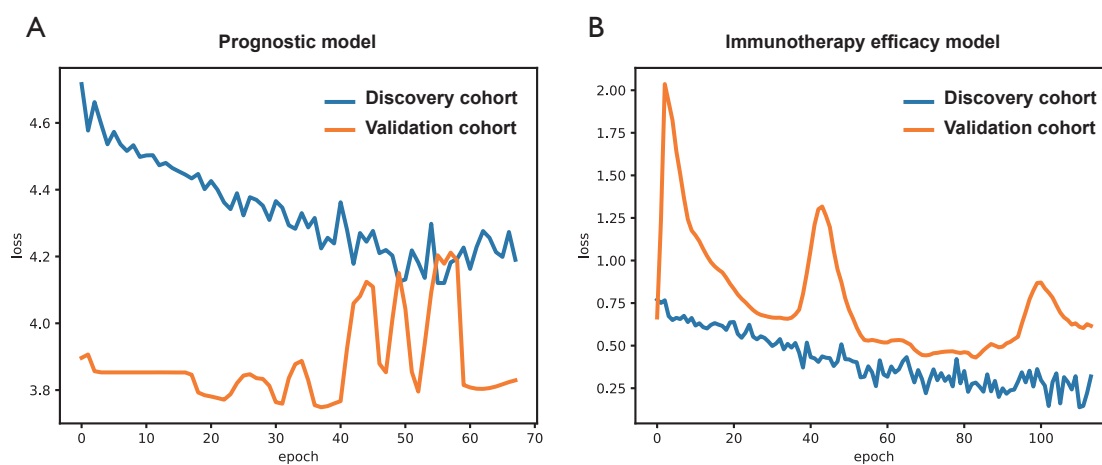 A
Prognostic model
Discovery cohort
Validation cohort
4.6
4.4
4.2
4.0
3.8
loss
0 10 20 30 40 50 60 70
epoch
B
Immunotherapy efficacy model
Discovery cohort
Validation cohort
2.00
1.75
1.50
1.25
1.00
0.75
0.50
0.25
loss
0 20 40 60 80 100
epoch